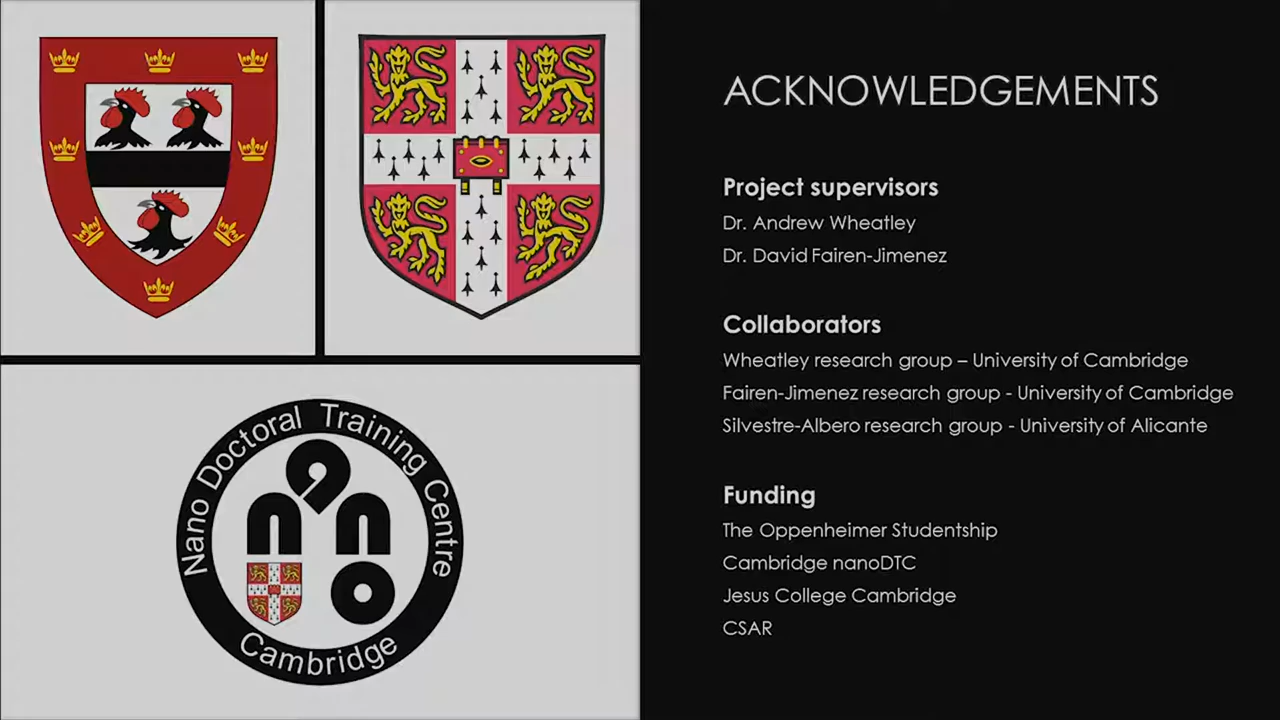 ACKNOWLEDGEMENTS
Project supervisors
Dr. Andrew Wheatley
Dr. David Fairen-Jimenez
Collaborators
Wheatley research group – University of Cambridge
Fairen-Jimenez research group - University of Cambridge
Silvestre-Albero research group - University of Alicante
Funding
The Oppenheimer Studentship
Cambridge nanoDTC
Jesus College Cambridge
CSAR
Nano Doctoral Training Centre
nano
Cambridge